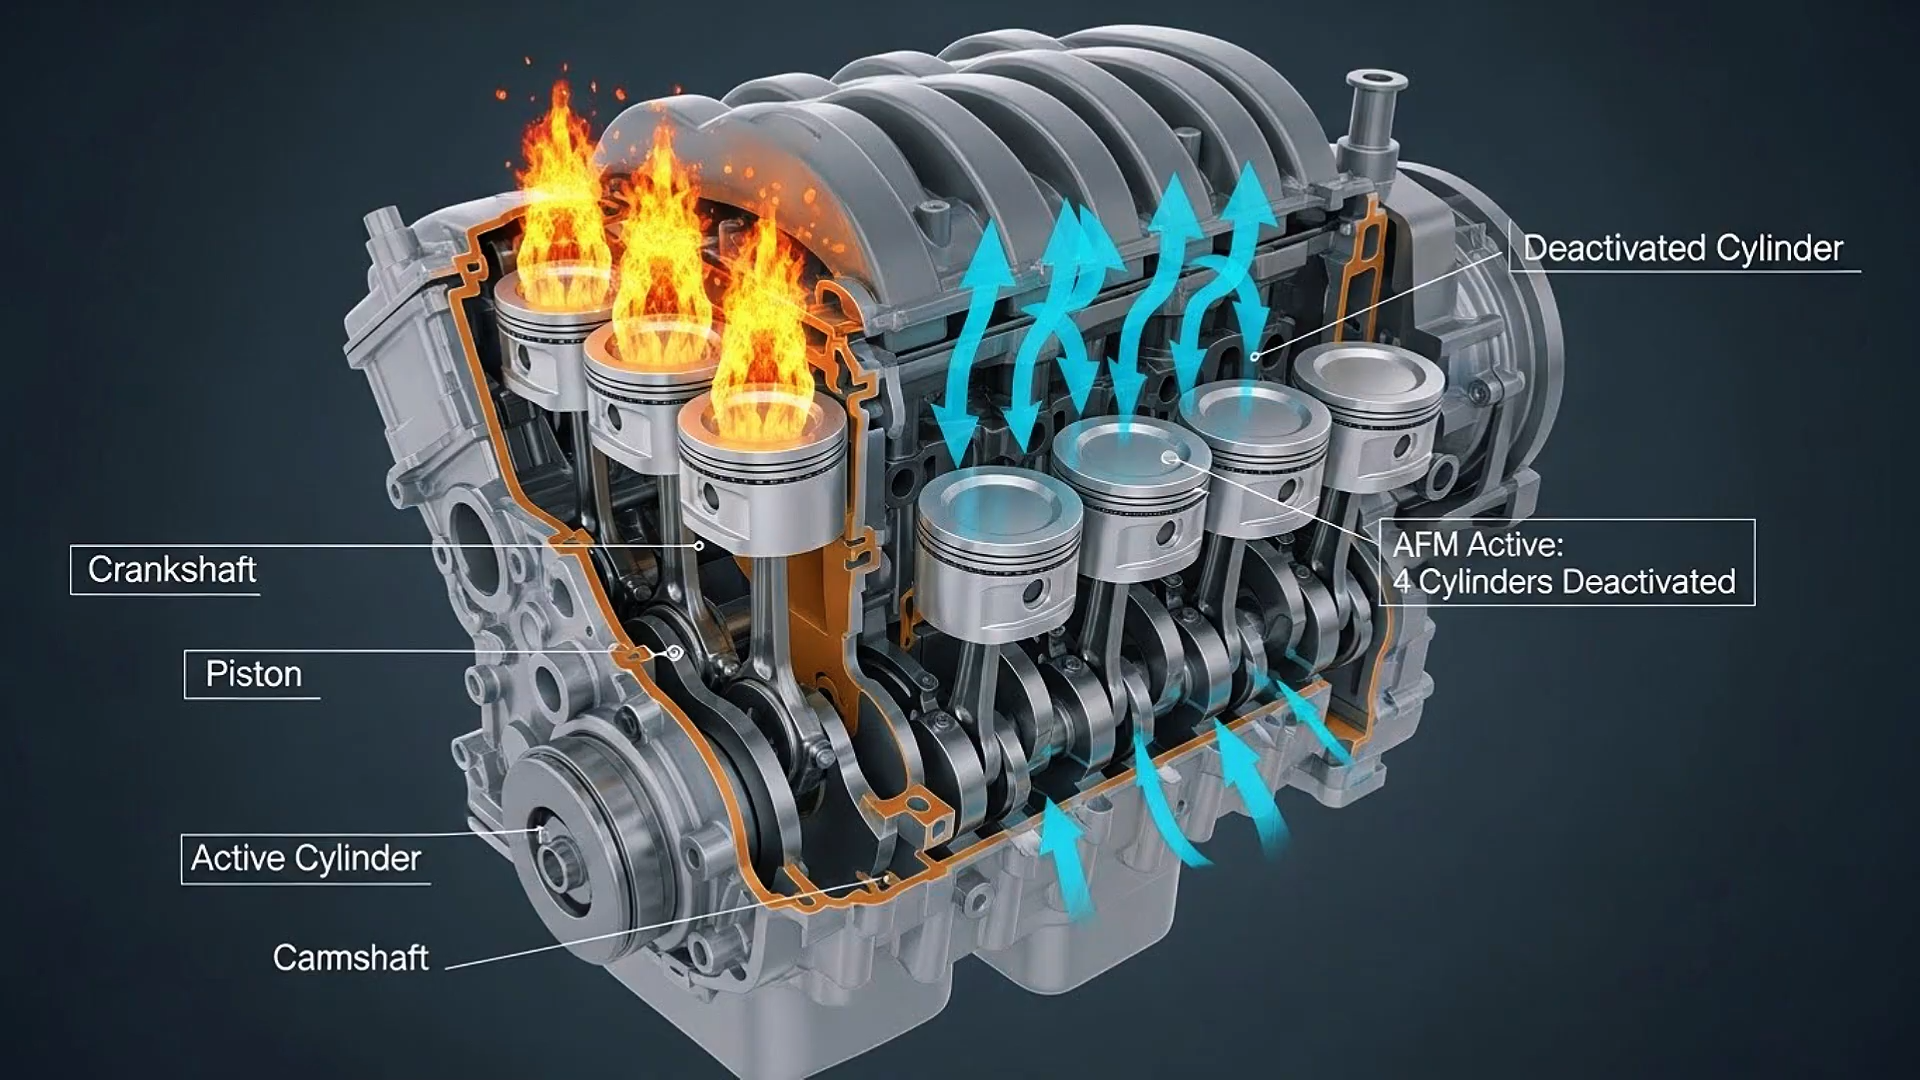 Deactivated Cylinder
AFM Active:
4 Cylinders Deactivated
Crankshaft
Piston
Active Cylinder
Camshaft